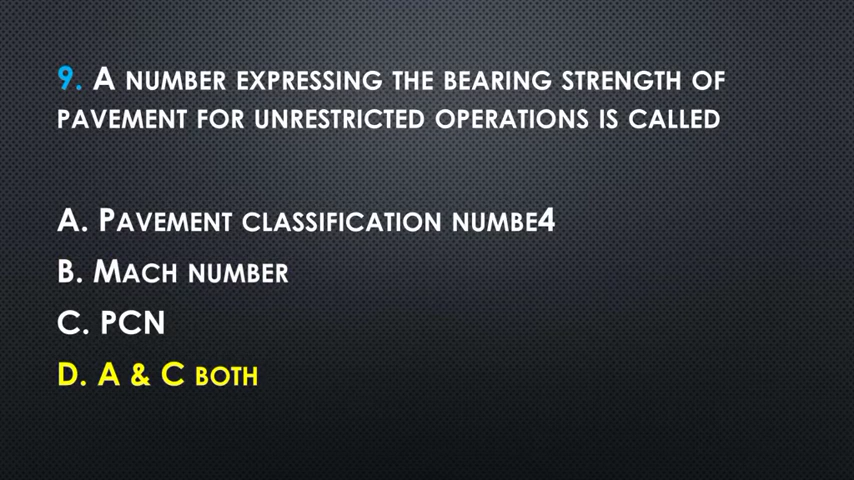 9. A NUMBER EXPRESSING THE BEARING STRENGTH OF
PAVEMENT FOR UNRESTRICTED OPERATIONS IS CALLED
A. PAVEMENT CLASSIFICATION NUMBE4
B. MACH NUMBER
C. PCN
D. A & C BOTH